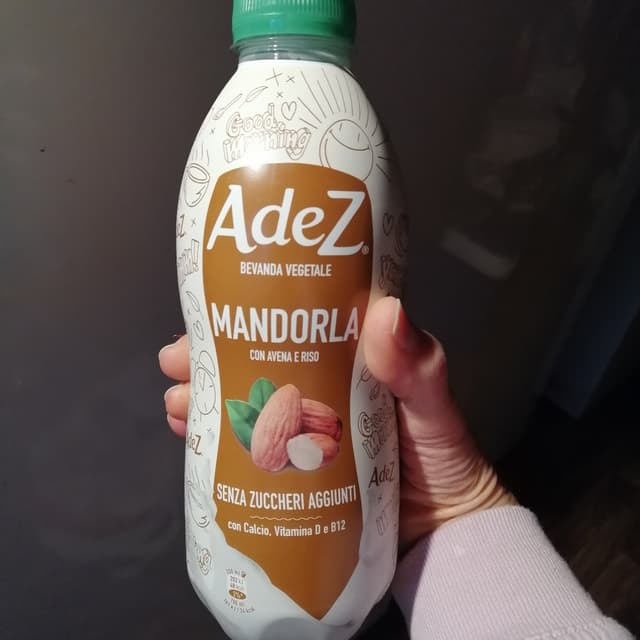 Good
Morning
AdeZ®
BEVANDA VEGETALE
MANDORLA
CON AVENA E RISO
SENZA ZUCCHERI AGGIUNTI
con Calcio, Vitamina D e B12
AdeZ
AdeZ